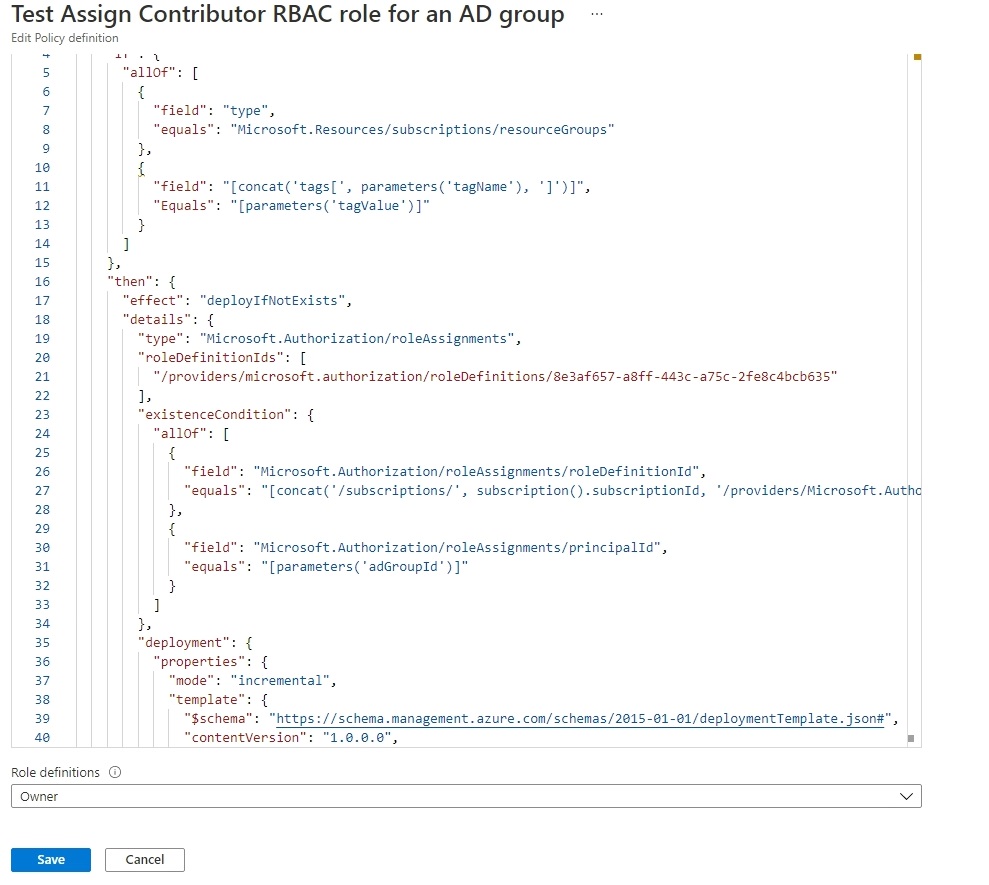 Test Assign Contributor RBAC role for an AD group ...
Edit Policy definition
4 "if": {
5 "allOf": [
6 {
7 "field": "type",
8 "equals": "Microsoft.Resources/subscriptions/resourceGroups"
9 },
10 {
11 "field": "[concat('tags[', parameters('tagName'), ']')]",
12 "Equals": "[parameters('tagValue')]"
13 }
14 ]
15 },
16 "then": {
17 "effect": "deployIfNotExists",
18 "details": {
19 "type": "Microsoft.Authorization/roleAssignments",
20 "roleDefinitionIds": [
21 "/providers/microsoft.authorization/roleDefinitions/8e3af657-a8ff-443c-a75c-2fe8c4bcb635"
22 ],
23 "existenceCondition": {
24 "allOf": [
25 {
26 "field": "Microsoft.Authorization/roleAssignments/roleDefinitionId",
27 "equals": "[concat('/subscriptions/', subscription().subscriptionId, '/providers/Microsoft.Autho
28 },
29 {
30 "field": "Microsoft.Authorization/roleAssignments/principalId",
31 "equals": "[parameters('adGroupId')]"
32 }
33 ]
34 },
35 "deployment": {
36 "properties": {
37 "mode": "incremental",
38 "template": {
39 "$schema": "https://schema.management.azure.com/schemas/2015-01-01/deploymentTemplate.json#",
40 "contentVersion": "1.0.0.0",
Role definitions
Owner
Save Cancel